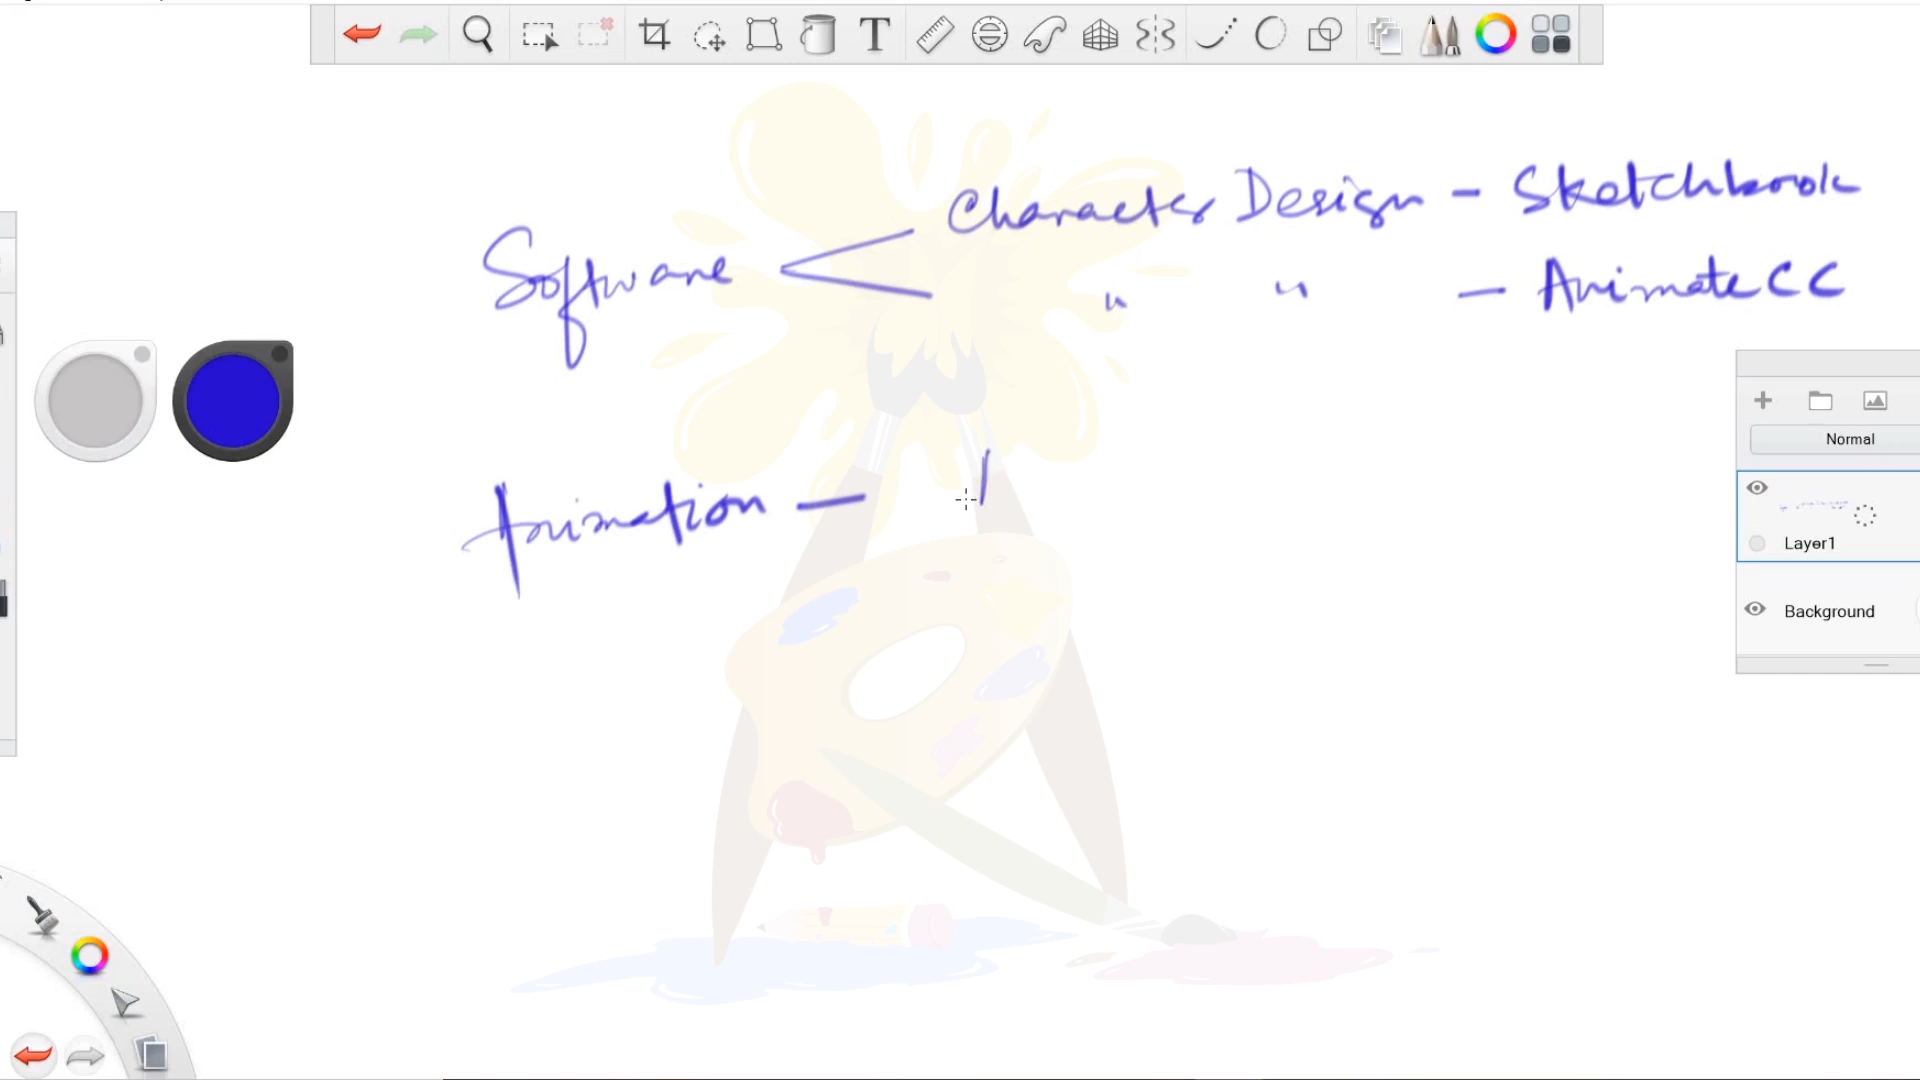 Character Design - Sketchbook
Software
" " - Animate CC
Animation -
Normal
Layer1
Background